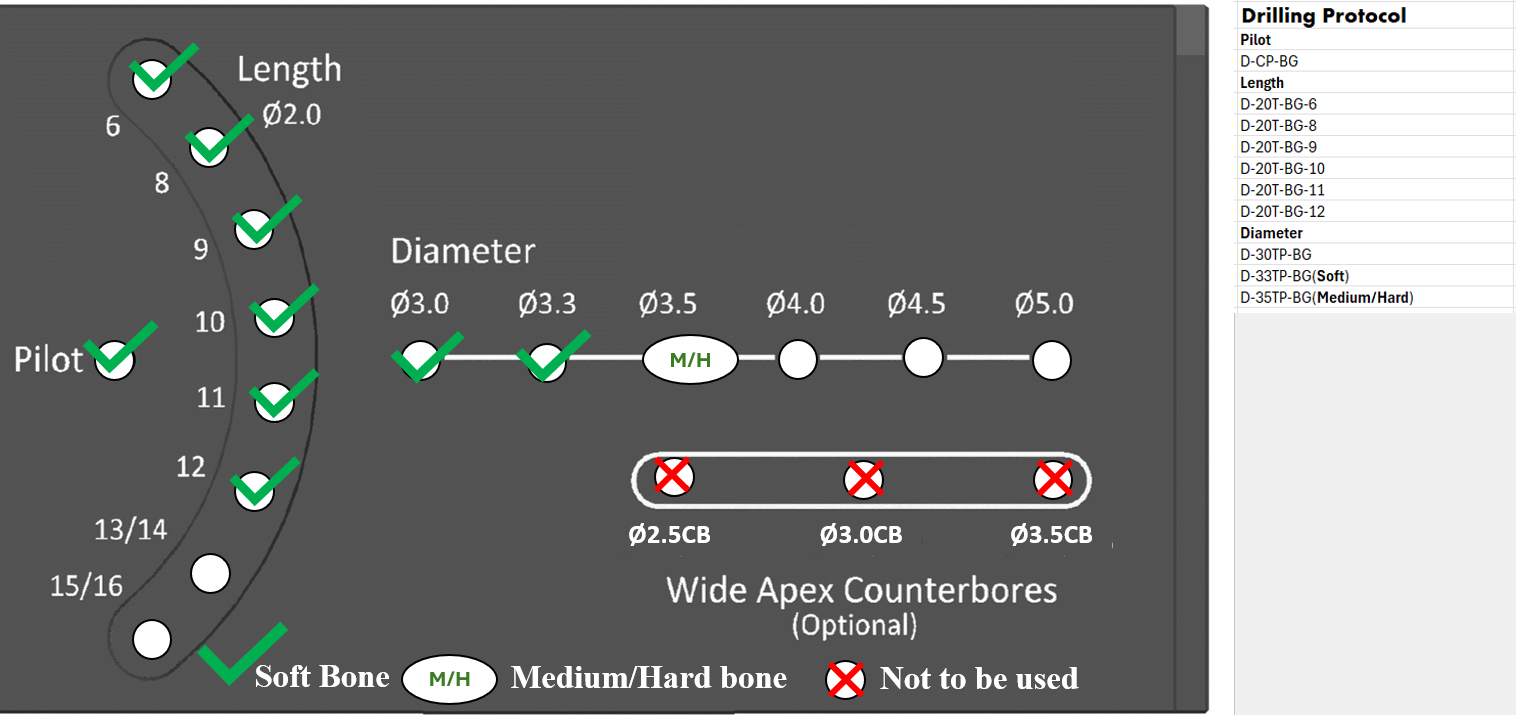 Length
Ø2.0
6
8
9
10
Pilot
11
12
13/14
15/16
Diameter
Ø3.0 Ø3.3 Ø3.5 Ø4.0 Ø4.5 Ø5.0
M/H
Ø2.5CB Ø3.0CB Ø3.5CB
Wide Apex Counterbores
(Optional)
Soft Bone M/H Medium/Hard bone Not to be used
Drilling Protocol
Pilot
D-CP-BG
Length
D-20T-BG-6
D-20T-BG-8
D-20T-BG-9
D-20T-BG-10
D-20T-BG-11
D-20T-BG-12
Diameter
D-30TP-BG
D-33TP-BG(Soft)
D-35TP-BG(Medium/Hard)